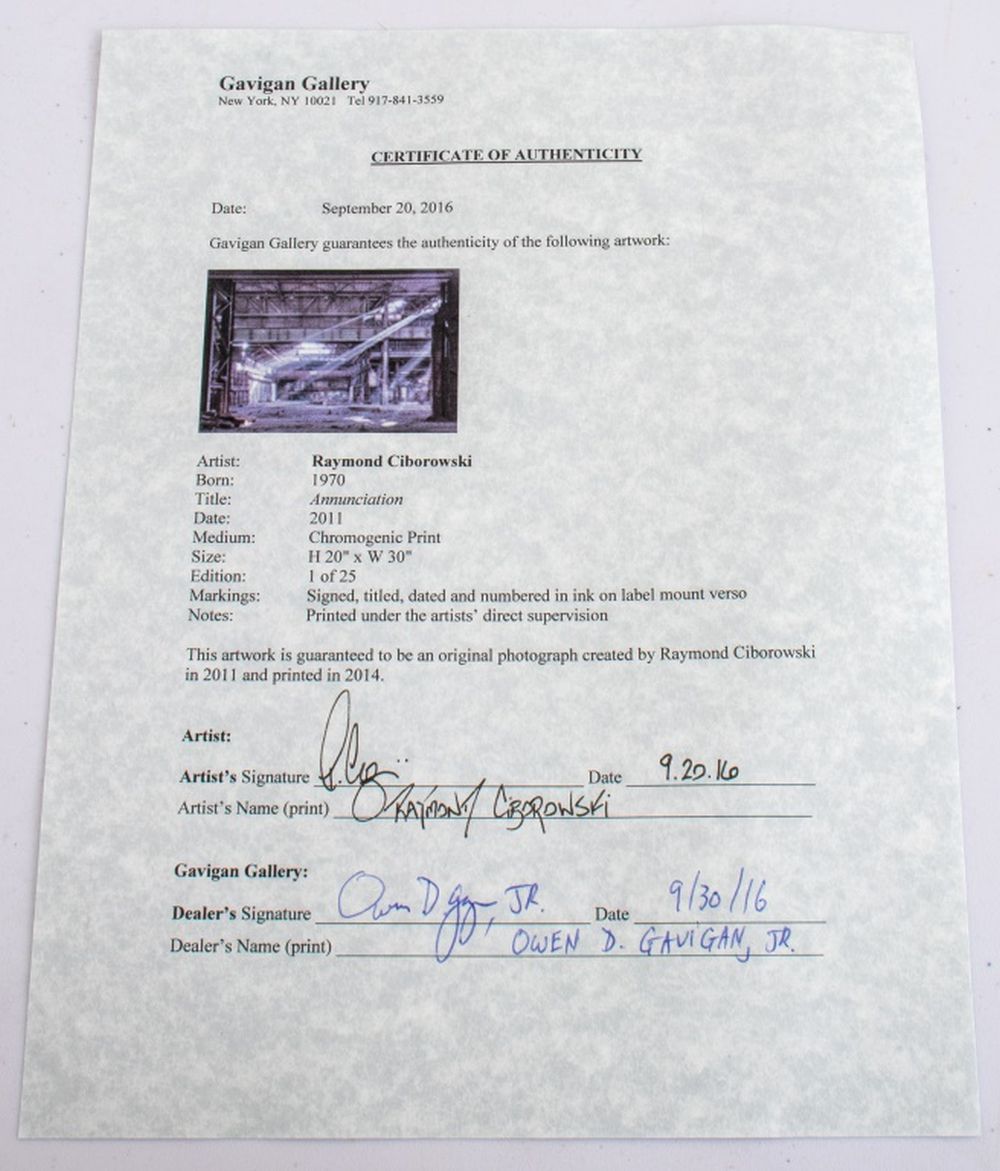 Gavigan Gallery
New York, NY 10021 Tel 917-841-3559
CERTIFICATE OF AUTHENTICITY
Date: September 20, 2016
Gavigan Gallery guarantees the authenticity of the following artwork:
Artist: Raymond Ciborowski
Born: 1970
Title: Annunciation
Date: 2011
Medium: Chromogenic Print
Size: H 20" x W 30"
Edition: 1 of 25
Markings: Signed, titled, dated and numbered in ink on label mount verso
Notes: Printed under the artists' direct supervision
This artwork is guaranteed to be an original photograph created by Raymond Ciborowski
in 2011 and printed in 2014.
Artist:
Artist's Signature Date 9.20.16
Artist's Name (print) RAYMOND CIBOROWSKI
Gavigan Gallery:
Dealer's Signature Owen D JR. Date 9/30/16
Dealer's Name (print) OWEN D. GAVIGAN, JR.